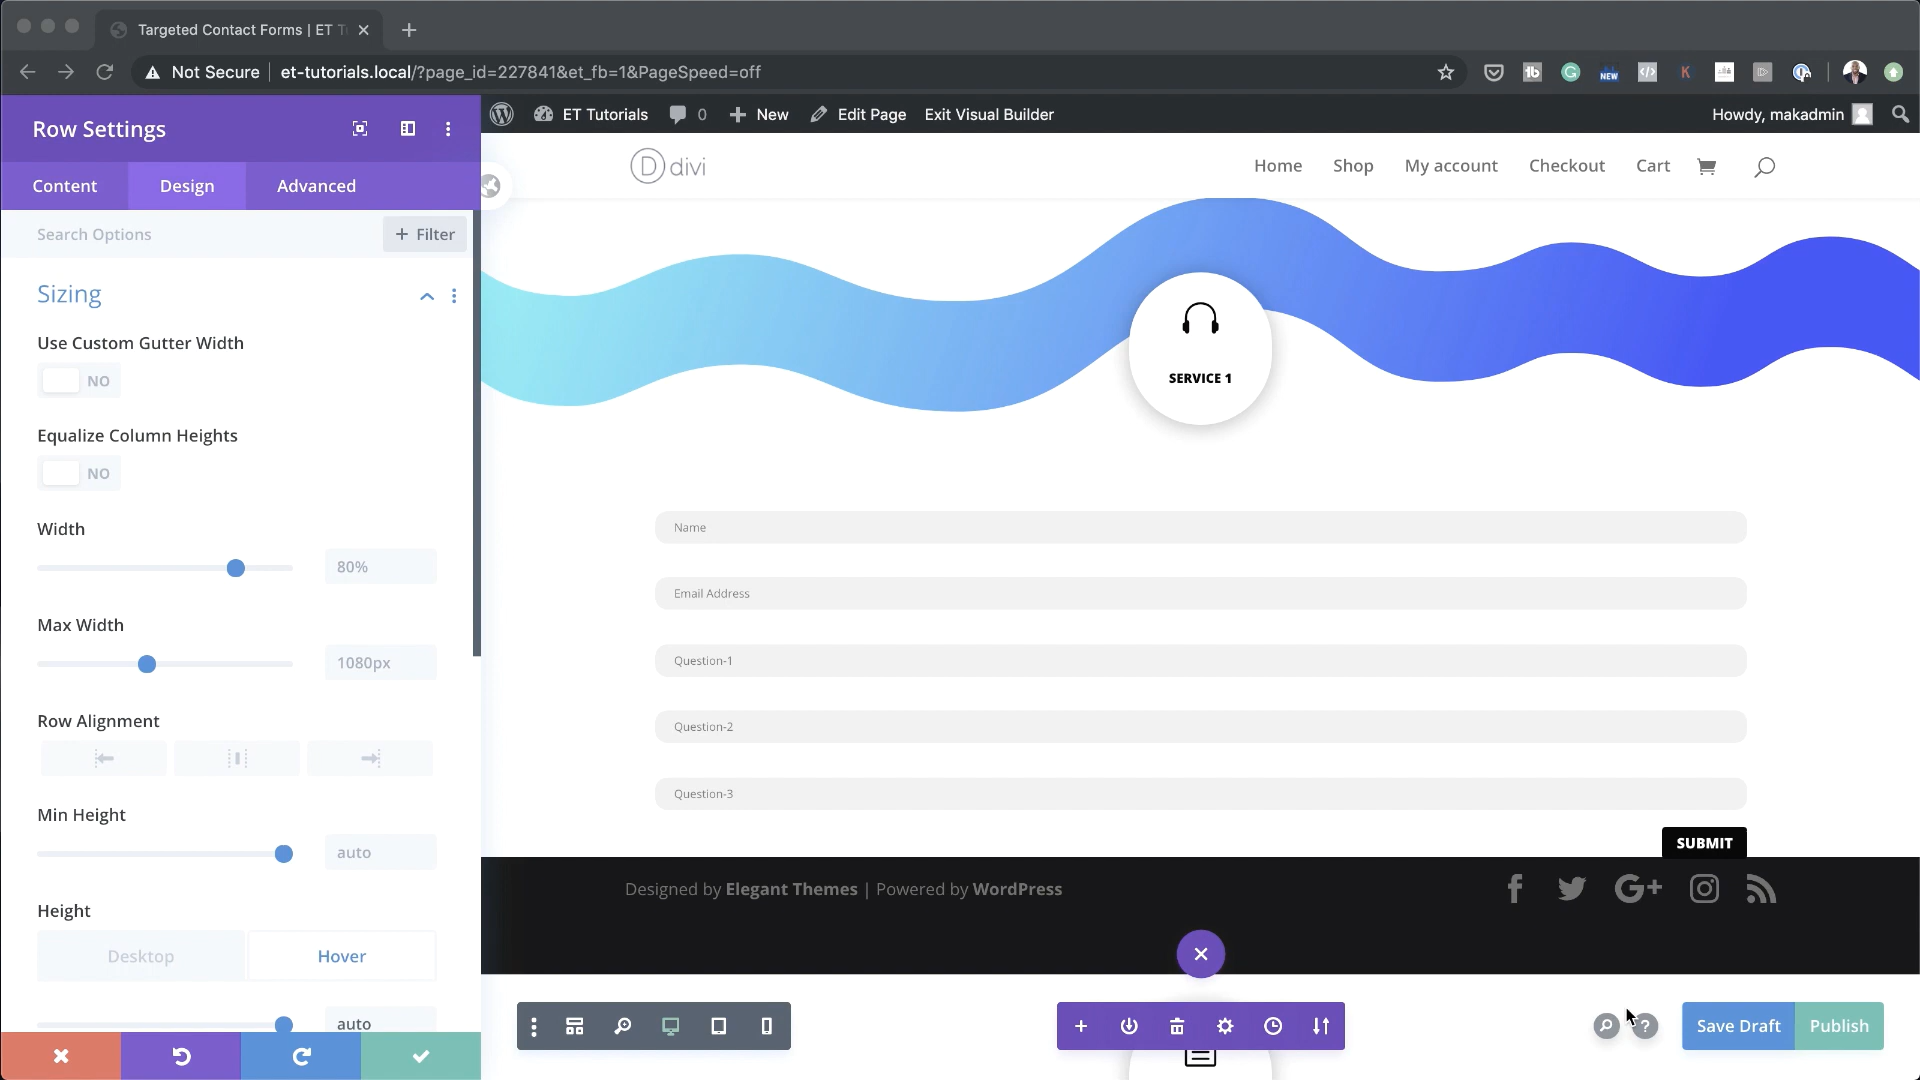 Targeted Contact Forms | ET T
Not Secure
et-tutorials.local/?page_id=227841&et_fb=1&PageSpeed=off
NEW
K
Row Settings
ET Tutorials
0
New
Edit Page
Exit Visual Builder
Howdy, makadmin
Content
Design
Advanced
D divi
Home
Shop
My account
Checkout
Cart
Search Options
+ Filter
Sizing
Use Custom Gutter Width
NO
Equalize Column Heights
NO
Width
80%
Max Width
1080px
Row Alignment
Min Height
auto
Height
Desktop
Hover
auto
SERVICE 1
Name
Email Address
Question-1
Question-2
Question-3
SUBMIT
Designed by Elegant Themes | Powered by WordPress
G+
?
Save Draft
Publish